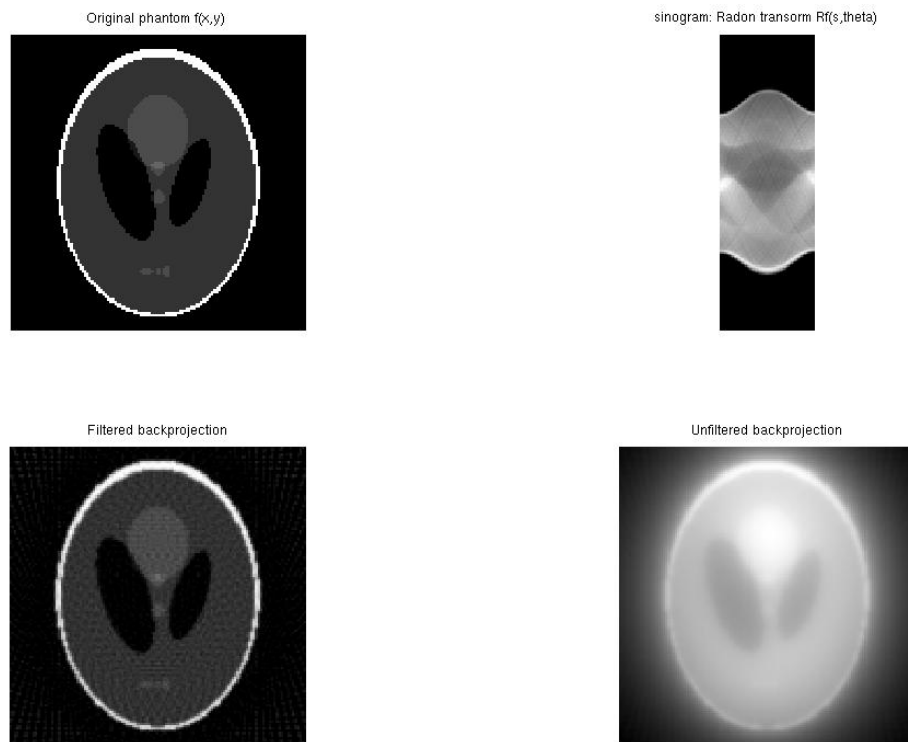 Original phantom f(x,y)
sinogram: Radon transorm Rf(s,theta)
Filtered backprojection
Unfiltered backprojection